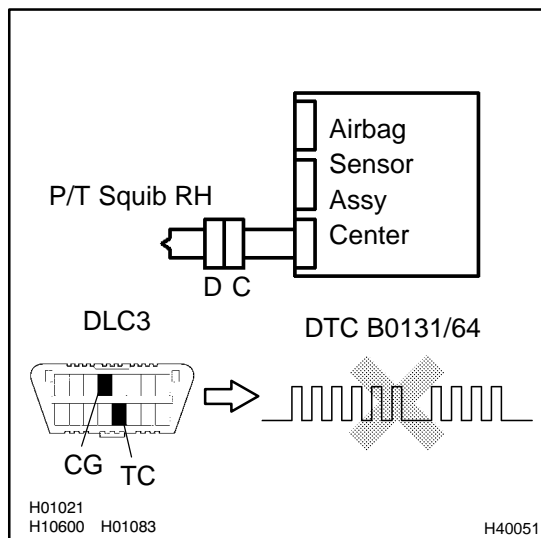 Airbag
Sensor
Assy
Center
P/T Squib RH
D C
DLC3
DTC B0131/64
CG TC
H01021
H10600 H01083
H40051